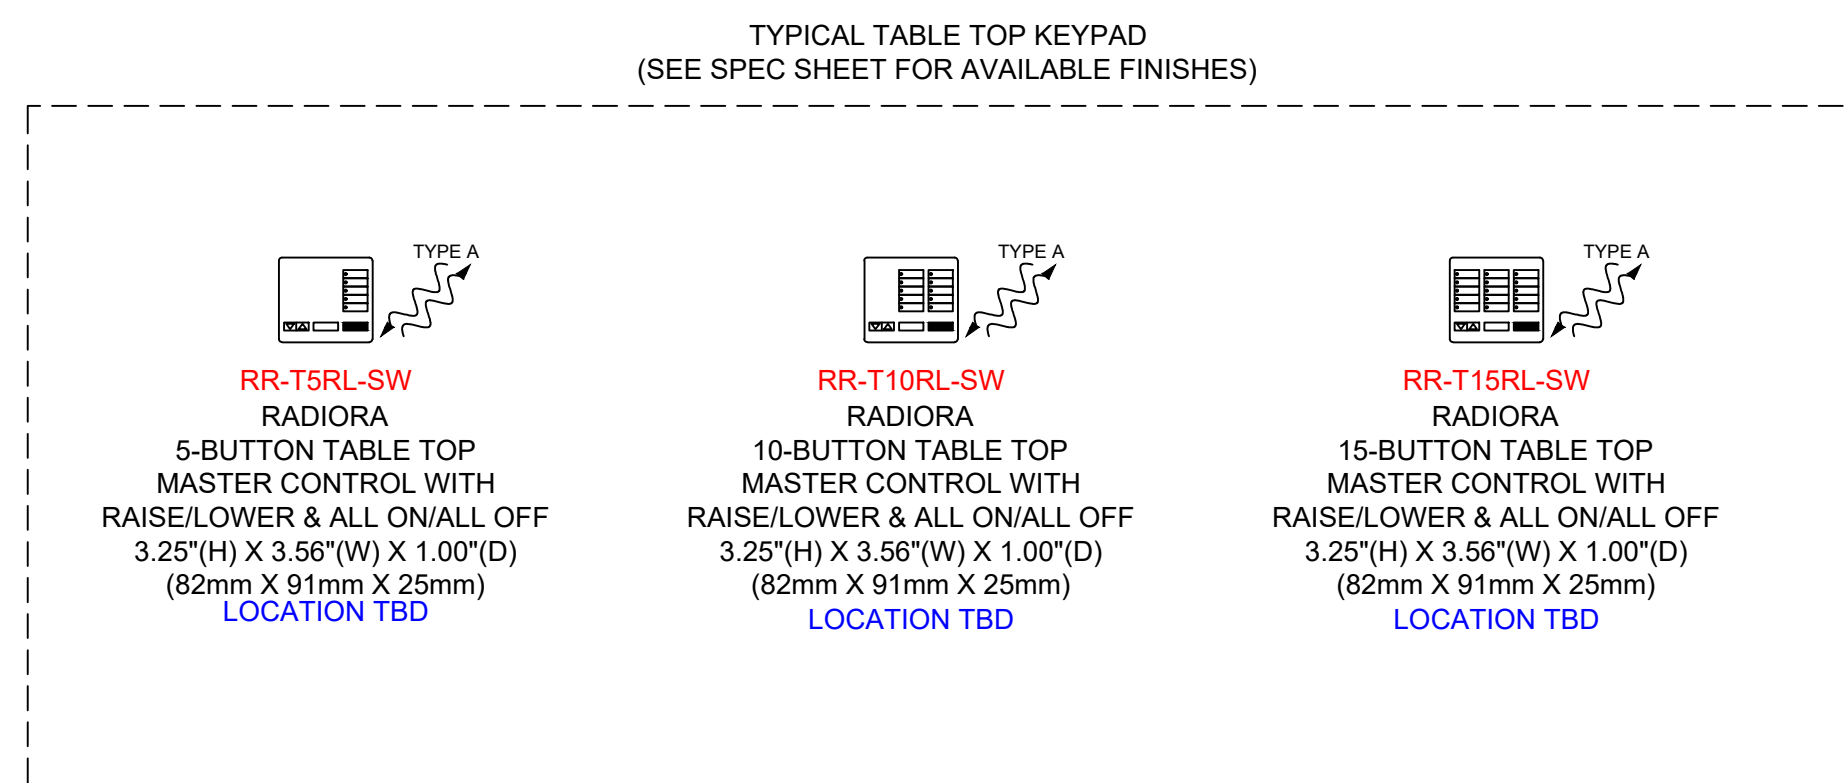 TYPICAL TABLE TOP KEYPAD
(SEE SPEC SHEET FOR AVAILABLE FINISHES)
TYPE A
RR-T5RL-SW
RADIORA
5-BUTTON TABLE TOP
MASTER CONTROL WITH
RAISE/LOWER & ALL ON/ALL OFF
3.25"(H) X 3.56"(W) X 1.00"(D)
(82mm X 91mm X 25mm)
LOCATION TBD
TYPE A
RR-T10RL-SW
RADIORA
10-BUTTON TABLE TOP
MASTER CONTROL WITH
RAISE/LOWER & ALL ON/ALL OFF
3.25"(H) X 3.56"(W) X 1.00"(D)
(82mm X 91mm X 25mm)
LOCATION TBD
TYPE A
RR-T15RL-SW
RADIORA
15-BUTTON TABLE TOP
MASTER CONTROL WITH
RAISE/LOWER & ALL ON/ALL OFF
3.25"(H) X 3.56"(W) X 1.00"(D)
(82mm X 91mm X 25mm)
LOCATION TBD